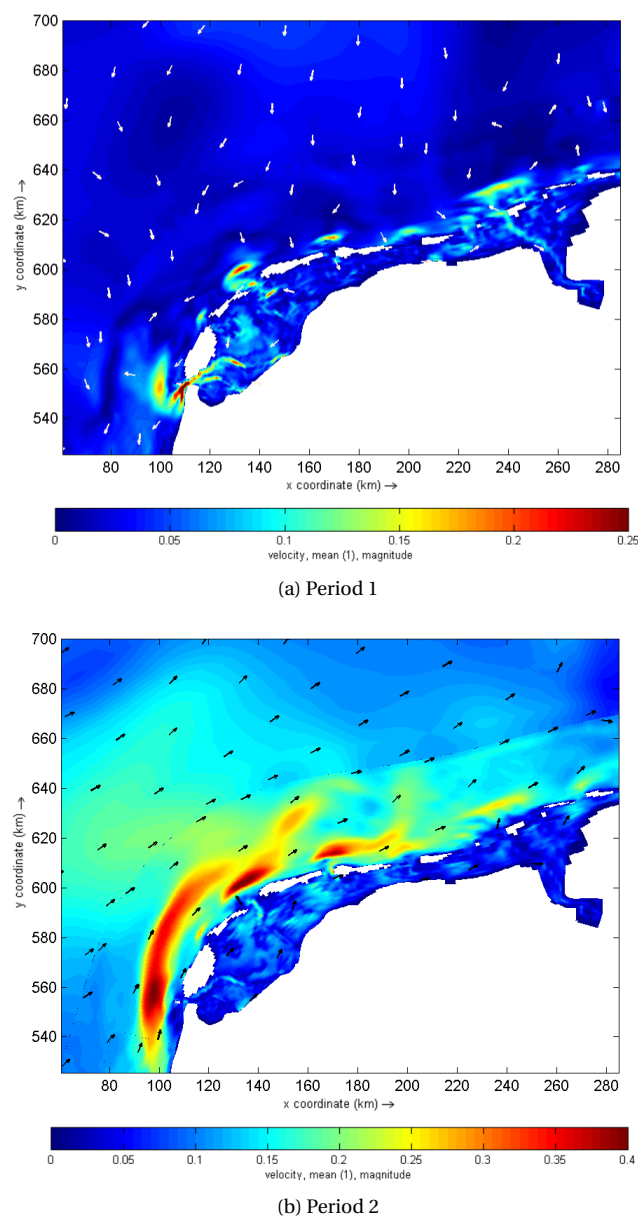 700
680
660
640
620
600
580
560
540
y coordinate (km) →
80 100 120 140 160 180 200 220 240 260 280
x coordinate (km) →
0 0.05 0.1 0.15 0.2 0.25
velocity, mean (1), magnitude
(a) Period 1
700
680
660
640
620
600
580
560
540
y coordinate (km) →
80 100 120 140 160 180 200 220 240 260 280
x coordinate (km) →
0 0.05 0.1 0.15 0.2 0.25 0.3 0.35 0.4
velocity, mean (1), magnitude
(b) Period 2